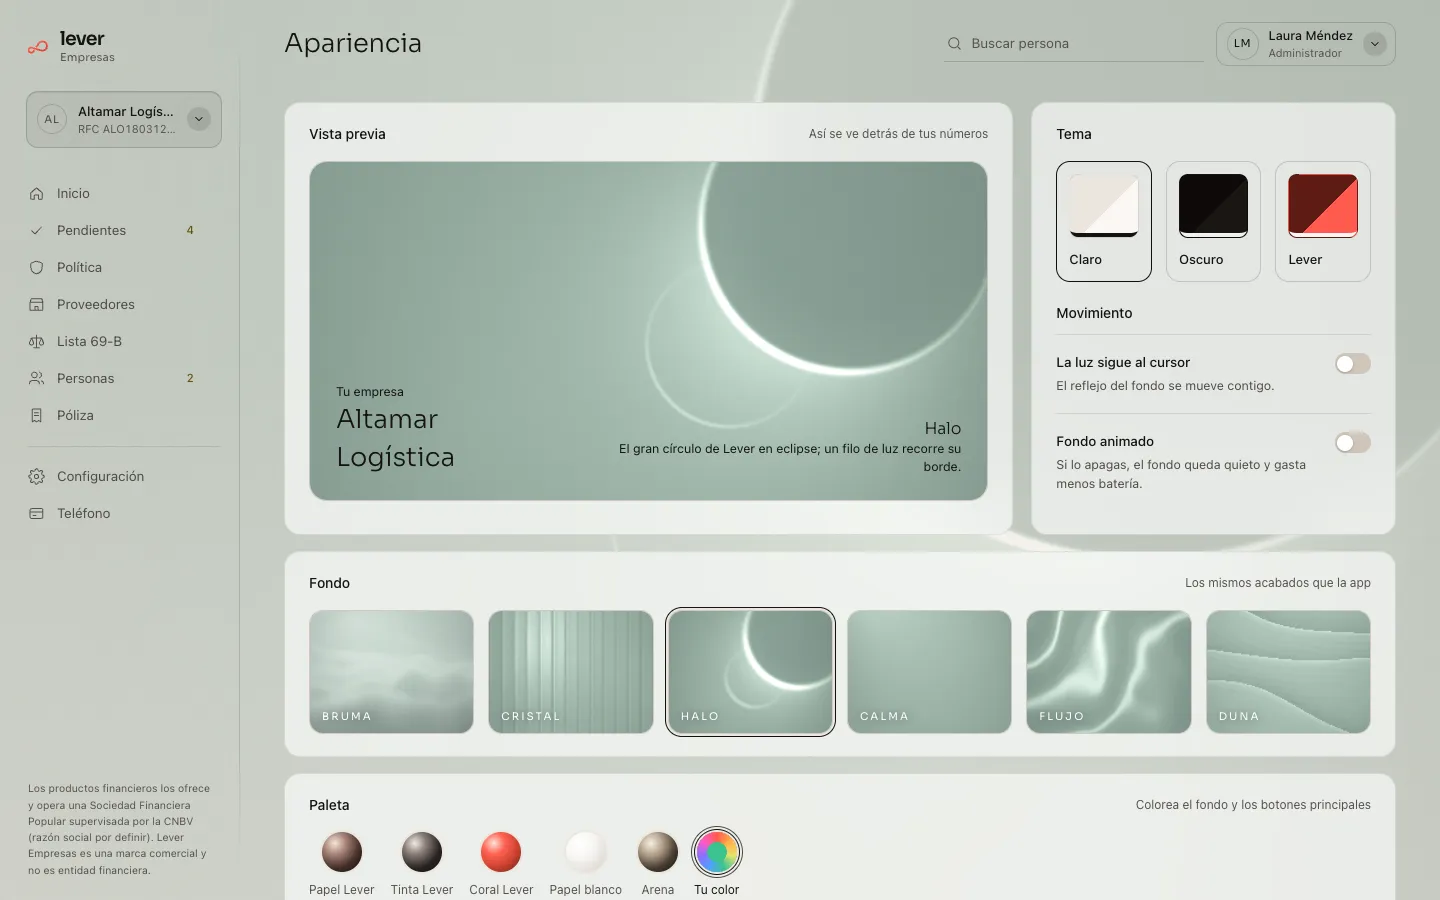 lever
Empresas
Apariencia
Buscar persona
LM
Laura Méndez
Administrador
AL
Altamar Logís...
RFC ALO180312...
Inicio
Pendientes 4
Política
Proveedores
Lista 69-B
Personas 2
Póliza
Configuración
Teléfono
Los productos financieros los ofrece
y opera una Sociedad Financiera
Popular supervisada por la CNBV
(razón social por definir). Lever
Empresas es una marca comercial y
no es entidad financiera.
Vista previa
Así se ve detrás de tus números
Tu empresa
Altamar
Logística
Halo
El gran círculo de Lever en eclipse; un filo de luz recorre su
borde.
Tema
Claro
Oscuro
Lever
Movimiento
La luz sigue al cursor
El reflejo del fondo se mueve contigo.
Fondo animado
Si lo apagas, el fondo queda quieto y gasta
menos batería.
Fondo
Los mismos acabados que la app
BRUMA
CRISTAL
HALO
CALMA
FLUJO
DUNA
Paleta
Colorea el fondo y los botones principales
Papel Lever
Tinta Lever
Coral Lever
Papel blanco
Arena
Tu color